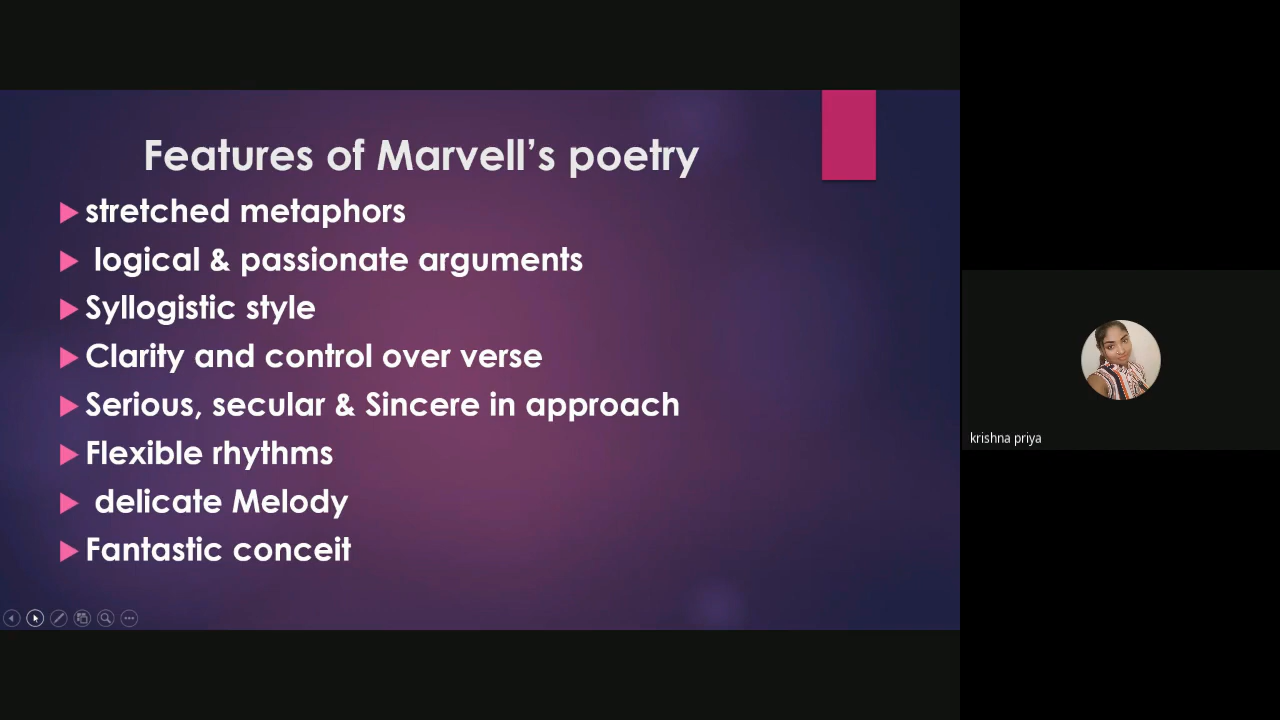 Features of Marvell's poetry
stretched metaphors
logical & passionate arguments
Syllogistic style
Clarity and control over verse
Serious, secular & Sincere in approach
Flexible rhythms
delicate Melody
Fantastic conceit
krishna priya